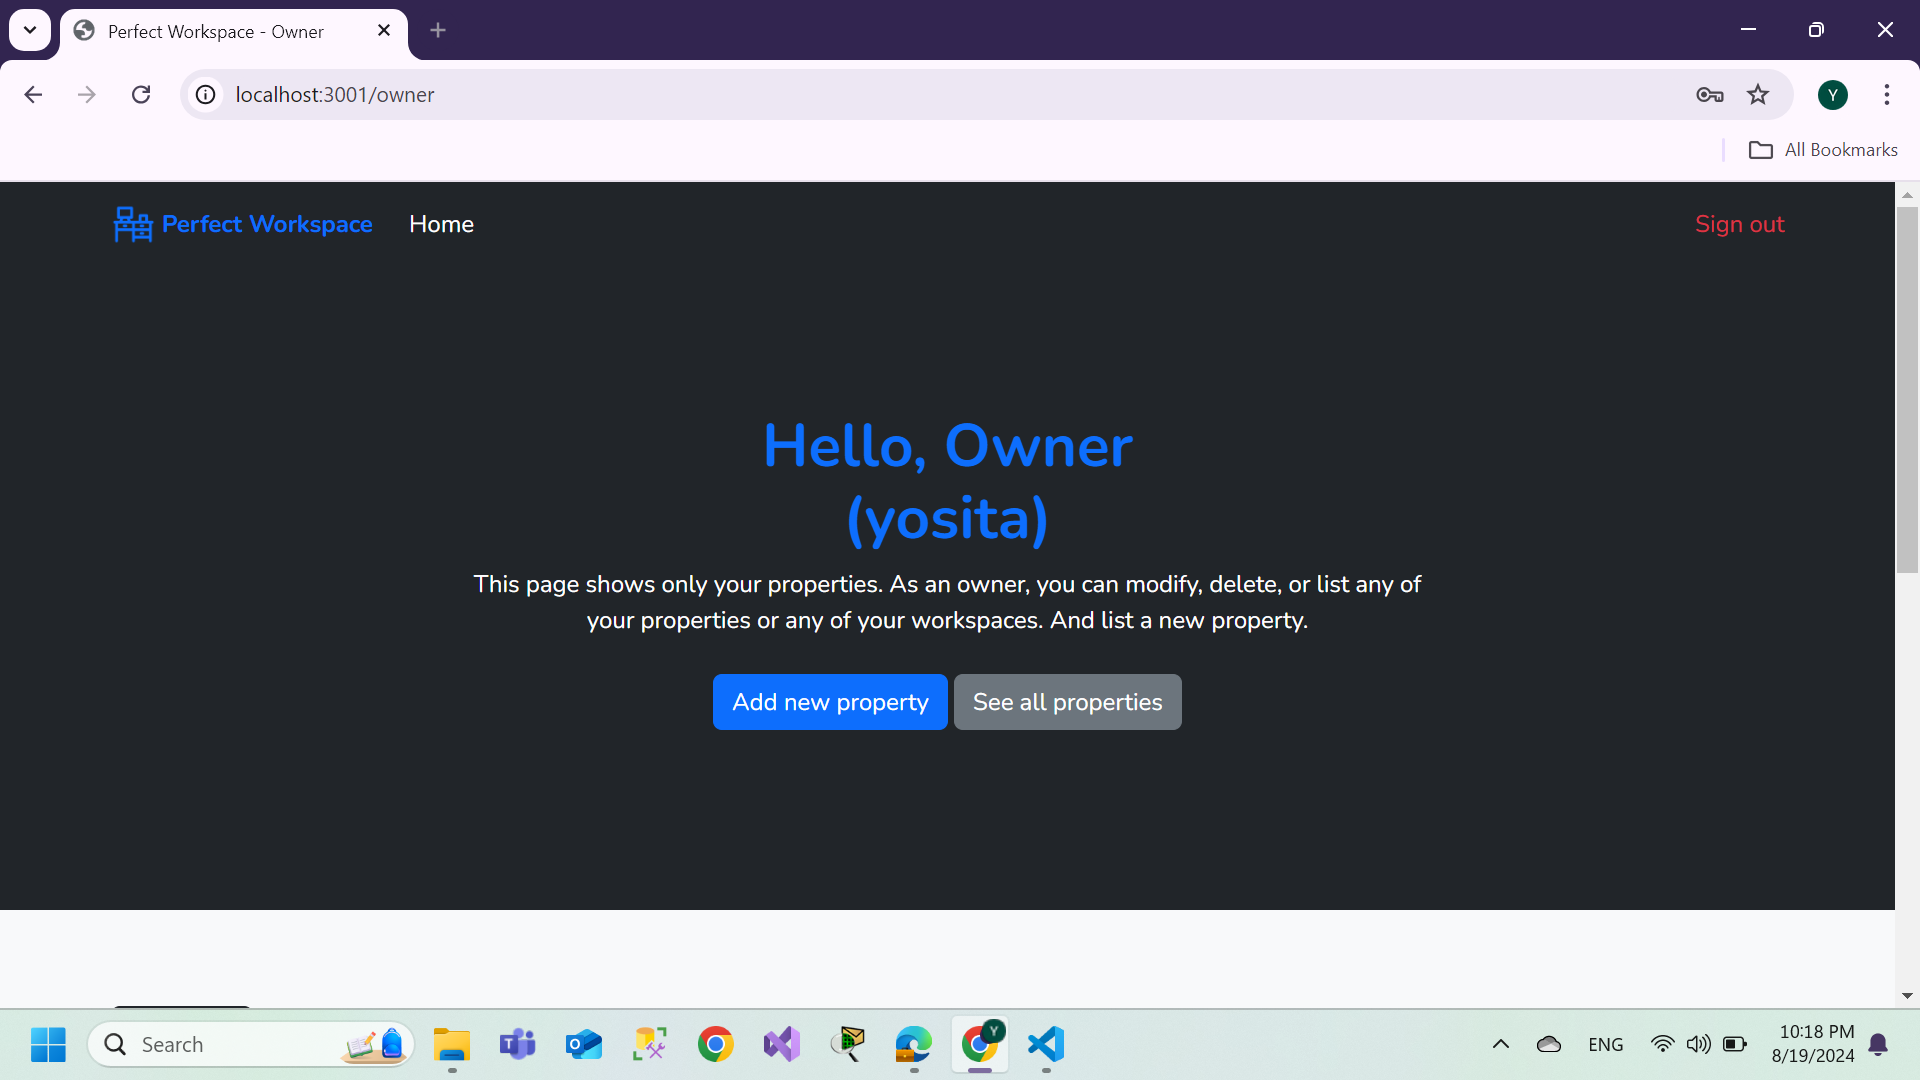 Perfect Workspace - Owner
localhost:3001/owner
Y
All Bookmarks
Perfect Workspace
Home
Sign out
Hello, Owner
(yosita)
This page shows only your properties. As an owner, you can modify, delete, or list any of
your properties or any of your workspaces. And list a new property.
Add new property
See all properties
Search
Y
ENG
10:18 PM
8/19/2024